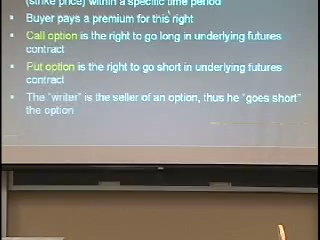 (strike price) within a specific time period
Buyer pays a premium for this right
Call option is the right to go long in underlying futures
contract
Put option is the right to go short in underlying futures
contract
The "writer" is the seller of an option, thus he "goes short"
the option